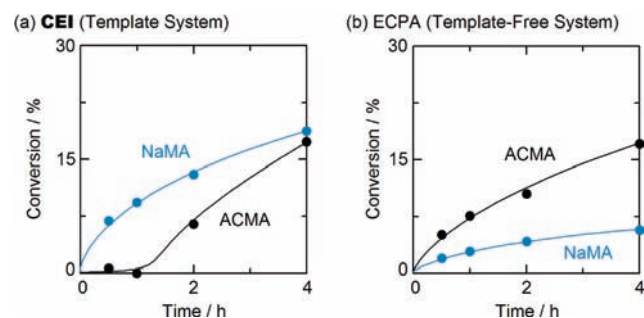 (a) CEI (Template System)
30
15
0
Conversion / %
NaMA
ACMA
0
2
4
Time / h
(b) ECPA (Template-Free System)
30
15
0
Conversion / %
ACMA
NaMA
0
2
4
Time / h